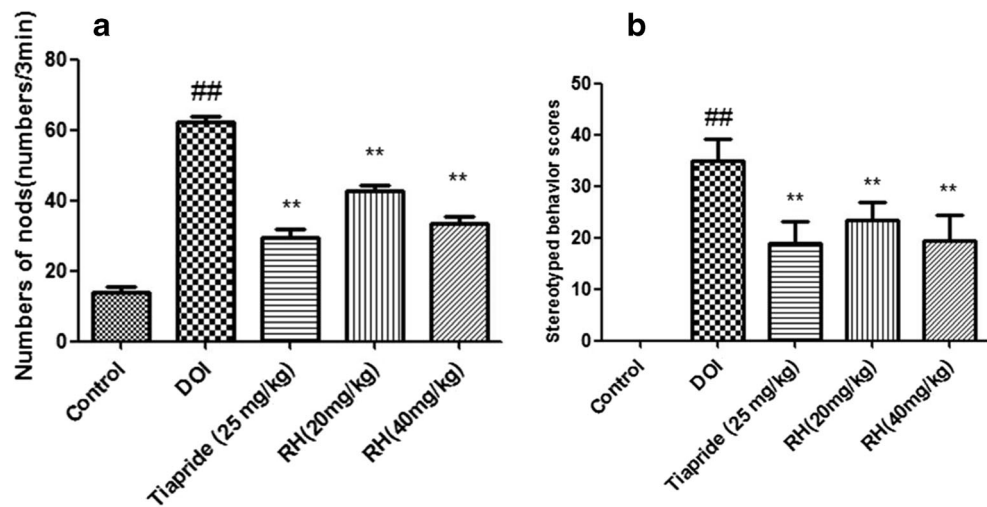 a
Numbers of nods(numbers/3min)
80
60
40
20
0
##
**
**
**
Control
DOI
Tiapride (25 mg/kg)
RH(20mg/kg)
RH(40mg/kg)
b
Stereotyped behavior scores
50
40
30
20
10
0
##
**
**
**
Control
DOI
Tiapride (25 mg/kg)
RH(20mg/kg)
RH(40mg/kg)